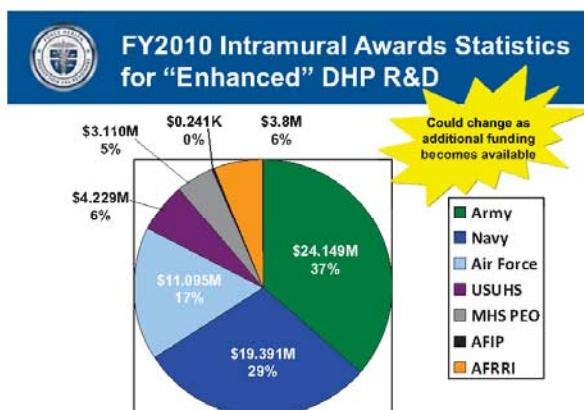 FY2010 Intramural Awards Statistics
for “Enhanced” DHP R&D
Could change as
additional funding
becomes available
$3.110M
5%
$0.241K
0%
$3.8M
6%
$4.229M
6%
$11.095M
17%
$24.149M
37%
$19.391M
29%
Army
Navy
Air Force
USUHS
MHS PEO
AFIP
AFRRI